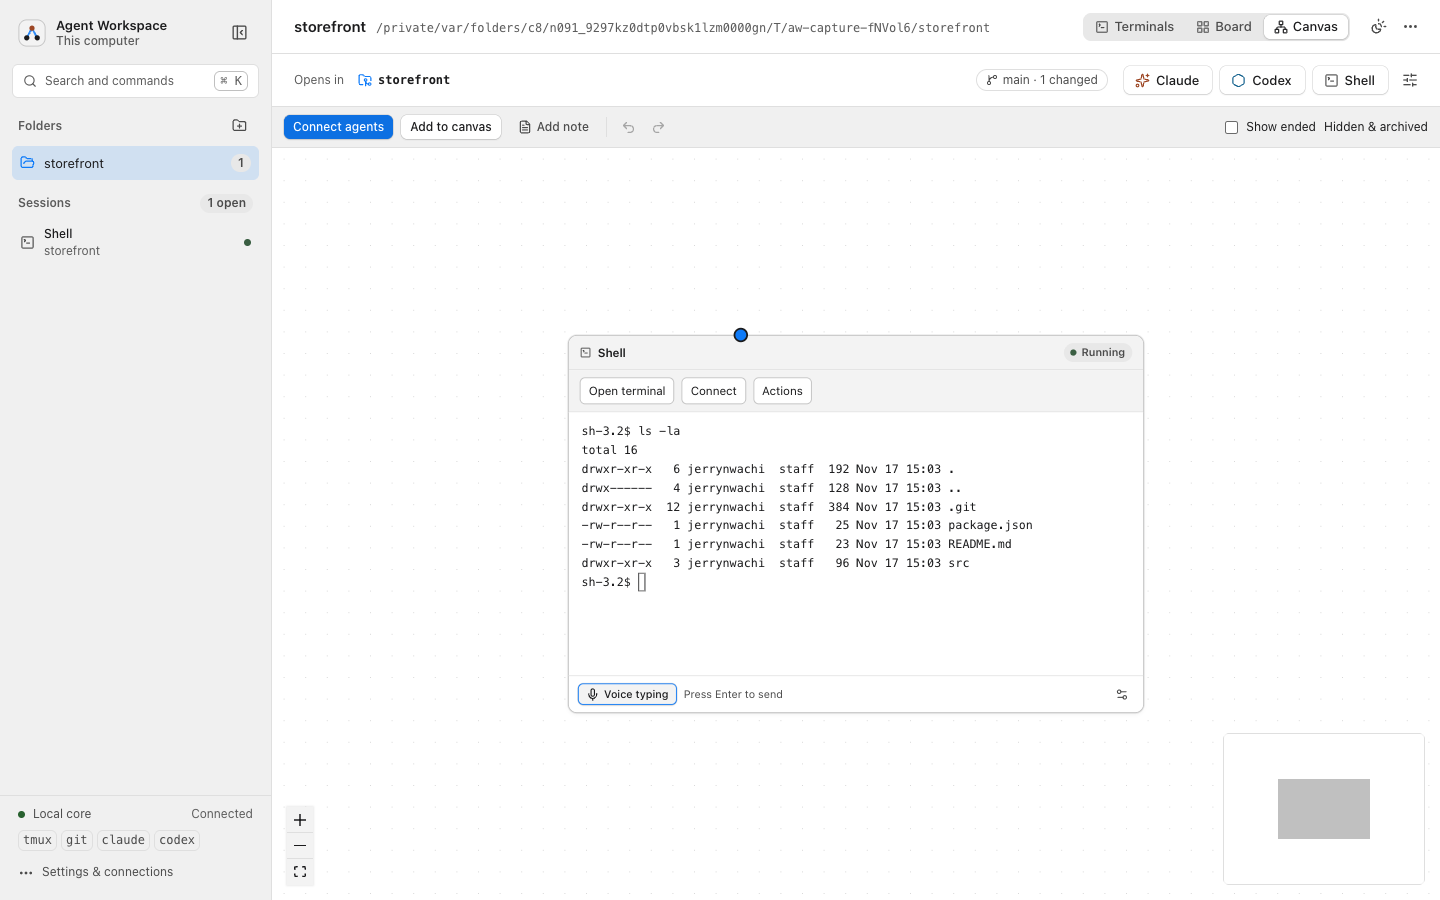 Agent Workspace
This computer
Search and commands ⌘ K
Folders
storefront 1
Sessions 1 open
Shell
storefront
Local core Connected
tmux git claude codex
Settings & connections
storefront /private/var/folders/c8/n091_9297kz0dtp0vbsk1lzm0000gn/T/aw-capture-fNVol6/storefront
Terminals Board Canvas
Opens in storefront
main · 1 changed Claude Codex Shell
Connect agents Add to canvas Add note
Show ended Hidden & archived
Shell Running
Open terminal Connect Actions
sh-3.2$ ls -la
total 16
drwxr-xr-x 6 jerrynwachi staff 192 Nov 17 15:03 .
drwx------ 4 jerrynwachi staff 128 Nov 17 15:03 ..
drwxr-xr-x 12 jerrynwachi staff 384 Nov 17 15:03 .git
-rw-r--r-- 1 jerrynwachi staff 25 Nov 17 15:03 package.json
-rw-r--r-- 1 jerrynwachi staff 23 Nov 17 15:03 README.md
drwxr-xr-x 3 jerrynwachi staff 96 Nov 17 15:03 src
sh-3.2$
Voice typing Press Enter to send